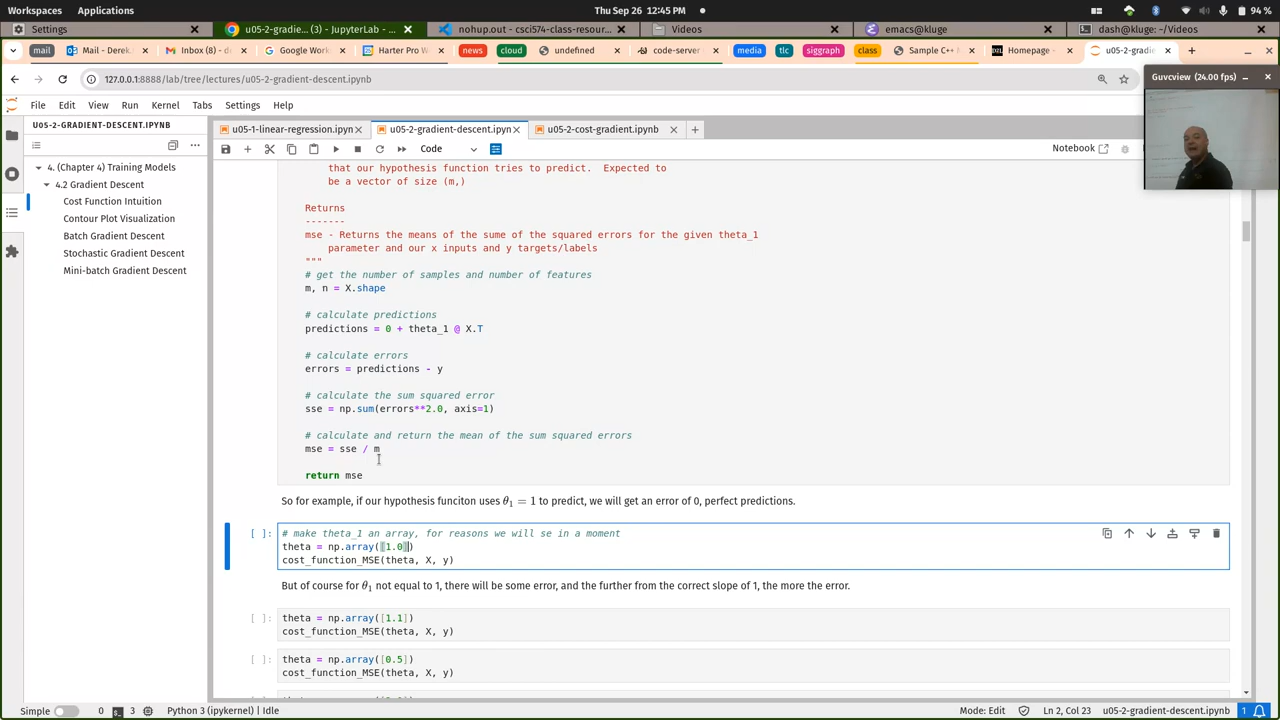 Workspaces Applications Thu Sep 26 12:45 PM 94 %
Settings u05-2-gradie... (3) - JupyterLab - ... nohup.out - csci574-class-resour... Videos emacs@kluge dash@kluge: ~/Videos
mail Mail - Derek. Inbox (8) - d Google Work Harter Pro W news cloud undefined code-server media tlc siggraph class Sample C++ M Homepage - u05-2-gradi
127.0.0.1:8888/lab/tree/lectures/u05-2-gradient-descent.ipynb
Guvcview (24.00 fps)
File Edit View Run Kernel Tabs Settings Help
U05-2-GRADIENT-DESCENT.IPYNB
4. (Chapter 4) Training Models
4.2 Gradient Descent
Cost Function Intuition
Contour Plot Visualization
Batch Gradient Descent
Stochastic Gradient Descent
Mini-batch Gradient Descent
u05-1-linear-regression.ipyn u05-2-gradient-descent.ipyn u05-2-cost-gradient.ipynb
Code Notebook
that our hypothesis function tries to predict.  Expected to
be a vector of size (m,)
Returns
-------
mse - Returns the means of the sume of the squared errors for the given theta_1
parameter and our x inputs and y targets/labels
"""
# get the number of samples and number of features
m, n = X.shape
# calculate predictions
predictions = 0 + theta_1 @ X.T
# calculate errors
errors = predictions - y
# calculate the sum squared error
sse = np.sum(errors**2.0, axis=1)
# calculate and return the mean of the sum squared errors
mse = sse / m
return mse
So for example, if our hypothesis funciton uses θ₁ = 1 to predict, we will get an error of 0, perfect predictions.
[ ]: # make theta_1 an array, for reasons we will se in a moment
theta = np.array([1.0])
cost_function_MSE(theta, X, y)
But of course for θ₁ not equal to 1, there will be some error, and the further from the correct slope of 1, the more the error.
[ ]: theta = np.array([1.1])
cost_function_MSE(theta, X, y)
[ ]: theta = np.array([0.5])
cost_function_MSE(theta, X, y)
Simple 0 3 Python 3 (ipykernel) | Idle Mode: Edit Ln 2, Col 23 u05-2-gradient-descent.ipynb 1